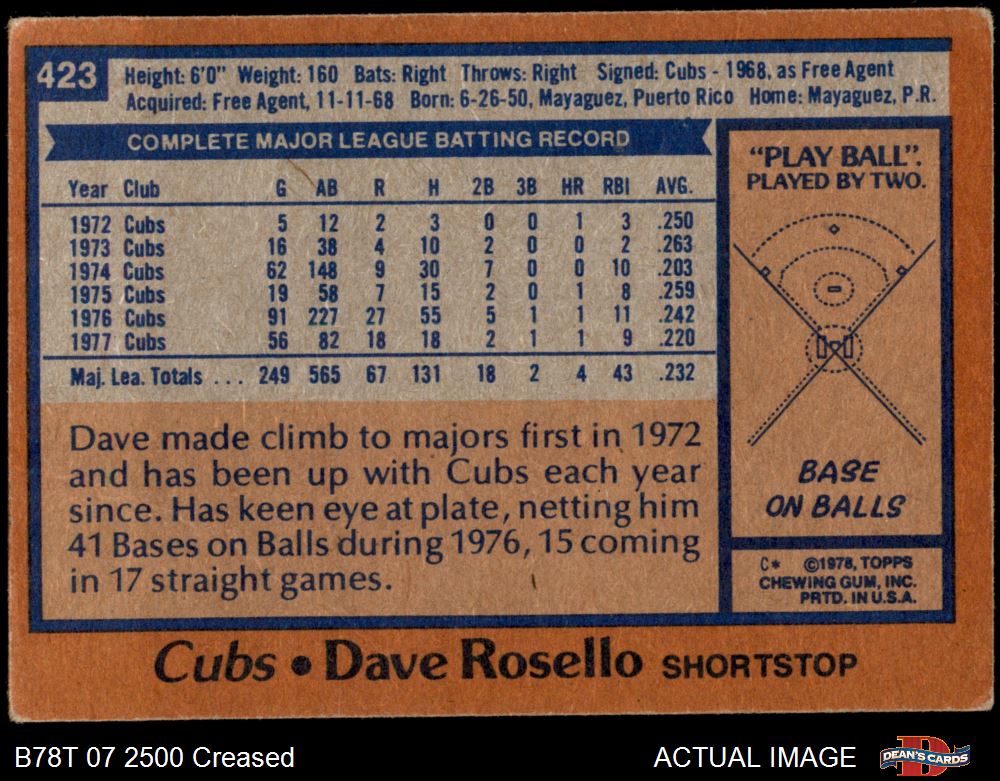 423
Height: 6'0" Weight: 160 Bats: Right Throws: Right Signed: Cubs - 1968, as Free Agent
Acquired: Free Agent, 11-11-68 Born: 6-26-50, Mayaguez, Puerto Rico Home: Mayaguez, P.R.
COMPLETE MAJOR LEAGUE BATTING RECORD
Year Club G AB R H 2B 3B HR RBI AVG.
1972 Cubs 5 12 2 3 0 0 1 3 .250
1973 Cubs 16 38 4 10 2 0 0 2 .263
1974 Cubs 62 148 9 30 7 0 0 10 .203
1975 Cubs 19 58 7 15 2 0 1 8 .259
1976 Cubs 91 227 27 55 5 1 1 11 .242
1977 Cubs 56 82 18 18 2 1 1 9 .220
Maj. Lea. Totals ... 249 565 67 131 18 2 4 43 .232
Dave made climb to majors first in 1972
and has been up with Cubs each year
since. Has keen eye at plate, netting him
41 Bases on Balls during 1976, 15 coming
in 17 straight games.
"PLAY BALL".
PLAYED BY TWO.
BASE
ON BALLS
C* ©1978, TOPPS
CHEWING GUM, INC.
PRTD. IN U.S.A.
Cubs • Dave Rosello SHORTSTOP
B78T 07 2500 Creased
ACTUAL IMAGE
DEAN'S CARDS